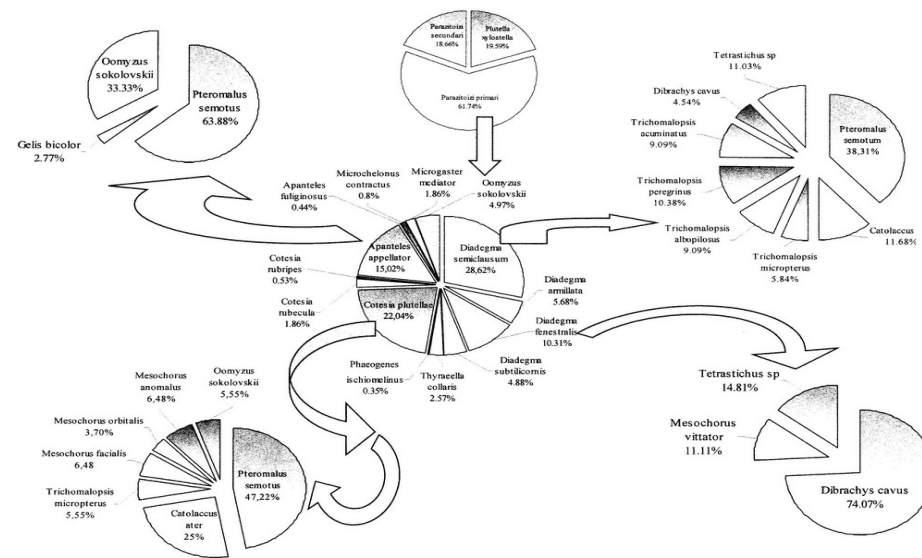 Parazitoizi
secundari
18.66%
Plutella
xylostella
19.59%
Parazitoizi primari
61.74%
Oomyzus
sokolovskii
33.33%
Pteromalus
semotus
63.88%
Gelis bicolor
2.77%
Tetrastichus sp
11.03%
Dibrachys cavus
4.54%
Trichomalopsis
acuminatus
9.09%
Trichomalopsis
peregrinus
10.38%
Trichomalopsis
albopilosus
9.09%
Trichomalopsis
micropterus
5.84%
Catolaccus
11.68%
Pteromalus
semotum
38,31%
Apanteles
fuliginosus
0.44%
Microchelonus
contractus
0.8%
Microgaster
mediator
1.86%
Oomyzus
sokolovskii
4.97%
Apanteles
appellator
15,02%
Diadegma
semiclausum
28,62%
Cotesia
rubripes
0.53%
Cotesia
rubecula
1.86%
Cotesia plutellae
22,04%
Diadegma
armillata
5.68%
Diadegma
fenestralis
10.31%
Diadegma
subtilicornis
4.88%
Thyraeella
collaris
2.57%
Phaeogenes
ischiomelinus
0.35%
Mesochorus
anomalus
6,48%
Oomyzus
sokolovskii
5,55%
Mesochorus orbitalis
3,70%
Mesochorus facialis
6,48
Trichomalopsis
micropterus
5,55%
Catolaccus
ater
25%
Pteromalus
semotus
47,22%
Tetrastichus sp
14.81%
Mesochorus
vittator
11.11%
Dibrachys cavus
74.07%